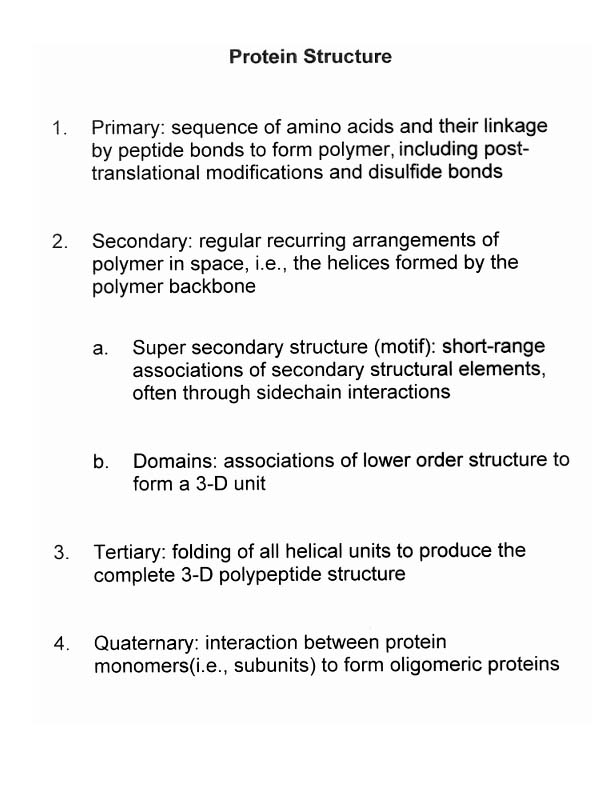 Protein Structure
1. Primary: sequence of amino acids and their linkage
by peptide bonds to form polymer, including post-
translational modifications and disulfide bonds
2. Secondary: regular recurring arrangements of
polymer in space, i.e., the helices formed by the
polymer backbone
a. Super secondary structure (motif): short-range
associations of secondary structural elements,
often through sidechain interactions
b. Domains: associations of lower order structure to
form a 3-D unit
3. Tertiary: folding of all helical units to produce the
complete 3-D polypeptide structure
4. Quaternary: interaction between protein
monomers(i.e., subunits) to form oligomeric proteins